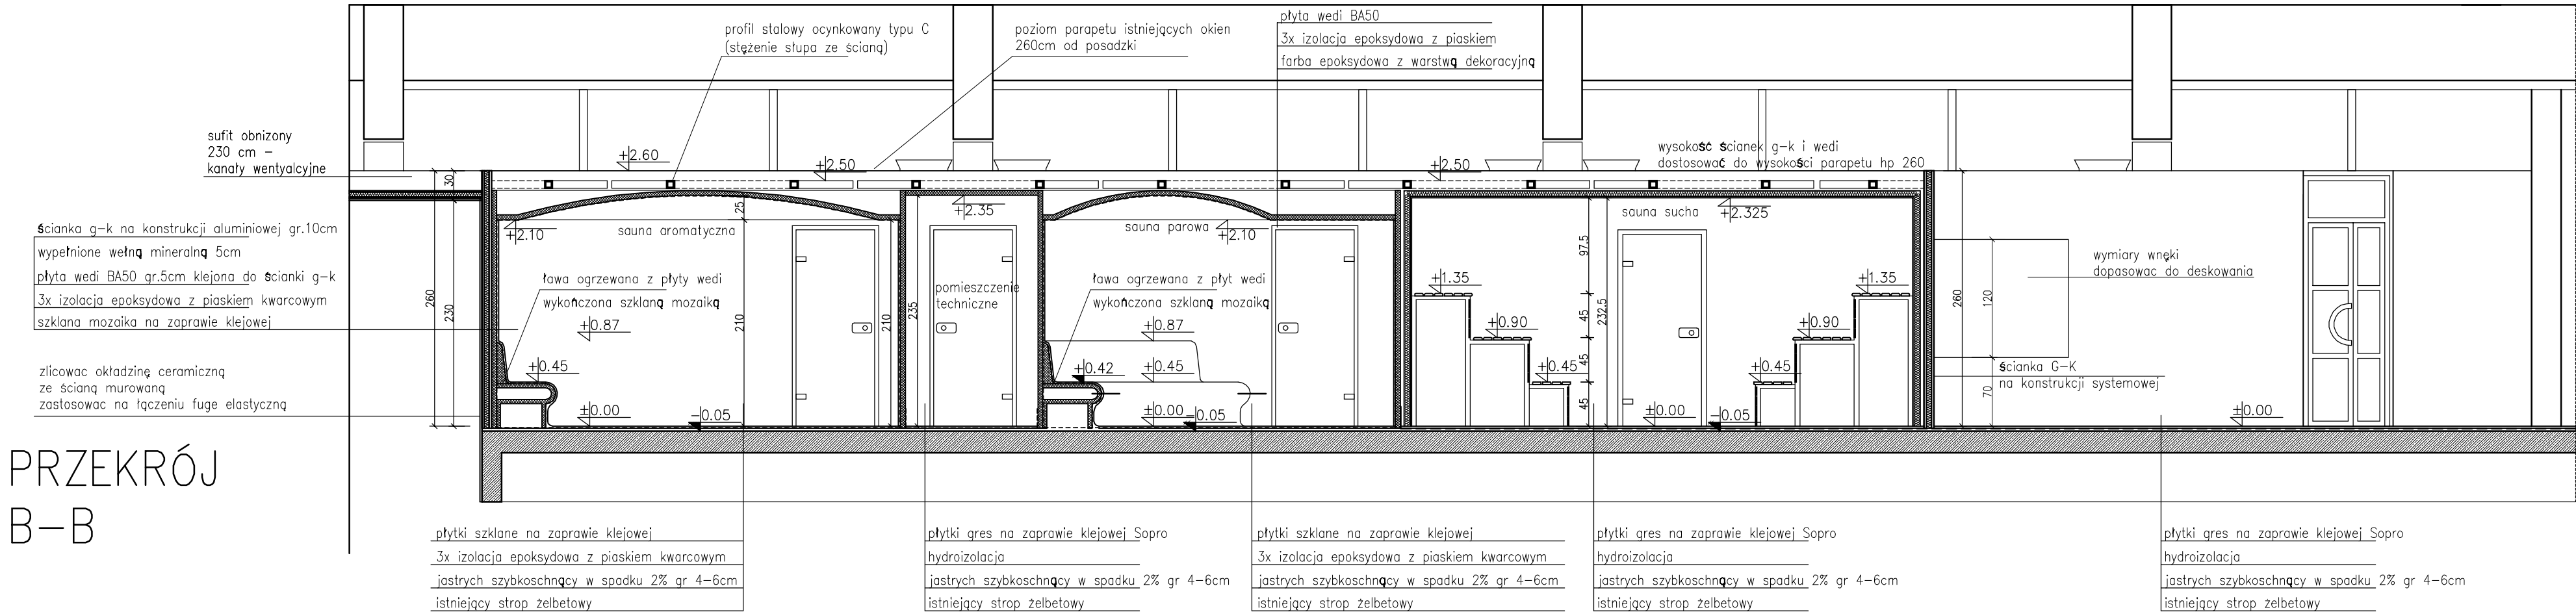 profil stalowy ocynkowany typu C
(stężenie słupa ze ścianą)
poziom parapetu istniejących okien
260cm od posadzki
płyta wedi BA50
3x izolacja epoksydowa z piaskiem
farba epoksydowa z warstwą dekoracyjną
sufit obnizony
230 cm –
kanały wentyalcyjne
+2.60
+2.50
+2.50
wysokość ścianek g-k i wedi
dostosować do wysokości parapetu hp 260
30
25
+2.35
+2.10
sauna aromatyczna
sauna parowa
+2.10
sauna sucha
+2.325
ścianka g-k na konstrukcji aluminiowej gr.10cm
wypełnione wełną mineralną 5cm
płyta wedi BA50 gr.5cm klejona do ścianki g-k
3x izolacja epoksydowa z piaskiem kwarcowym
szklana mozaika na zaprawie klejowej
260
230
ława ogrzewana z płyty wedi
wykończona szklaną mozaiką
+0.87
+0.45
±0.00
-0.05
210
210
235
pomieszczenie
techniczne
ława ogrzewana z płyt wedi
wykończona szklaną mozaiką
+0.87
+0.42
+0.45
±0.00
-0.05
+1.35
+0.90
+0.45
97.5
45
45
45
232.5
+1.35
+0.90
+0.45
±0.00
-0.05
260
120
70
wymiary wnęki
dopasowac do deskowania
ścianka G-K
na konstrukcji systemowej
±0.00
zlicowac okładzinę ceramiczną
ze ścianą murowaną
zastosowac na łączeniu fuge elastyczną
PRZEKRÓJ
B-B
płytki szklane na zaprawie klejowej
3x izolacja epoksydowa z piaskiem kwarcowym
jastrych szybkoschnący w spadku 2% gr 4-6cm
istniejący strop żelbetowy
płytki gres na zaprawie klejowej Sopro
hydroizolacja
jastrych szybkoschnący w spadku 2% gr 4-6cm
istniejący strop żelbetowy
płytki szklane na zaprawie klejowej
3x izolacja epoksydowa z piaskiem kwarcowym
jastrych szybkoschnący w spadku 2% gr 4-6cm
istniejący strop żelbetowy
płytki gres na zaprawie klejowej Sopro
hydroizolacja
jastrych szybkoschnący w spadku 2% gr 4-6cm
istniejący strop żelbetowy
płytki gres na zaprawie klejowej Sopro
hydroizolacja
jastrych szybkoschnący w spadku 2% gr 4-6cm
istniejący strop żelbetowy